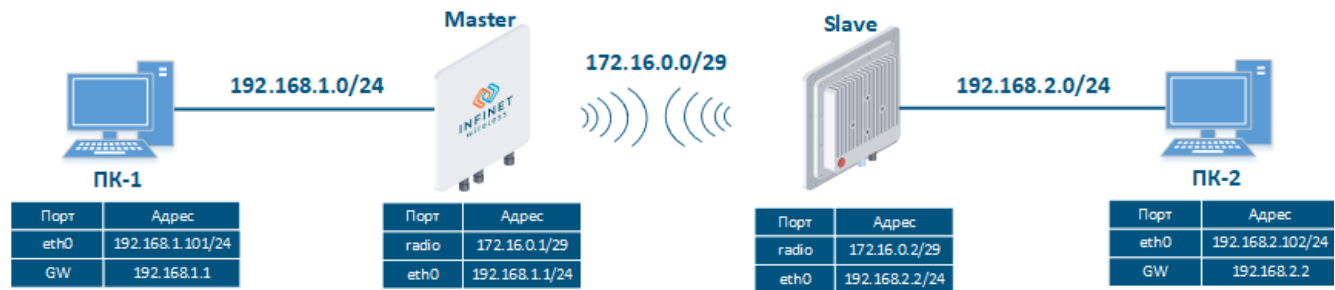 Master
Slave
192.168.1.0/24
172.16.0.0/29
192.168.2.0/24
INFINET
wireless
ПК-1
ПК-2
Порт Адрес
eth0 192.168.1.101/24
GW 192.168.1.1
Порт Адрес
radio 172.16.0.1/29
eth0 192.168.1.1/24
Порт Адрес
radio 172.16.0.2/29
eth0 192.168.2.2/24
Порт Адрес
eth0 192.168.2.102/24
GW 192.168.2.2